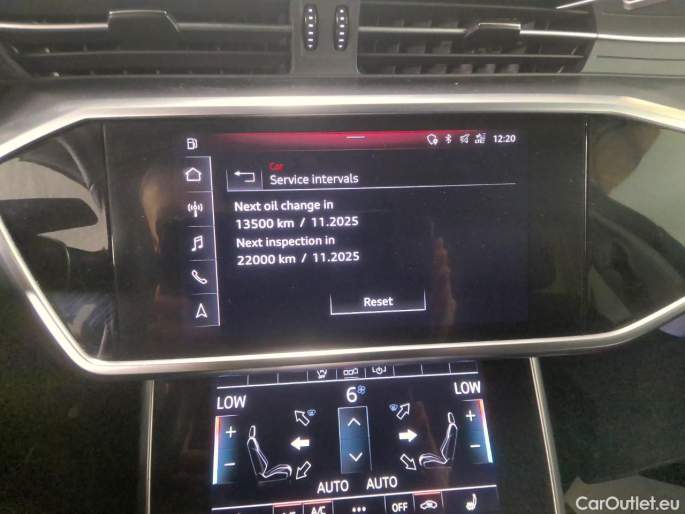 12:20
Car
Service intervals
Next oil change in
13500 km / 11.2025
Next inspection in
22000 km / 11.2025
Reset
LOW
6
LOW
+
+
−
−
AUTO AUTO
A/C
OFF
CarOutlet.eu